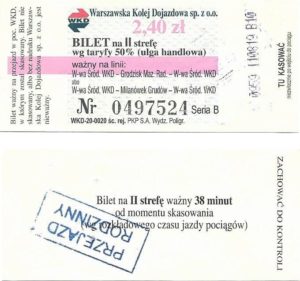 Bilet ważny na przejazd w poc. WKD,
w którym został skasowany. Bilet nie
skasowany, albo bez nadruku Warszaw-
ska Kolej Dojazdowa Sp. z o.o. jest
nieważny.
WKD
Warszawska Kolej Dojazdowa sp. z o.o.
2,40 zł
BILET na II strefę
wg taryfy 50% (ulga handlowa)
ważny na linii:
W-wa Śród. WKD – Grodzisk Maz. Rad. – W-wa Śród. WKD
W-wa Śród. WKD – Milanówek Grudów – W-wa Śród. WKD
Nr 0497524 Seria B
WKD-20-0020 śc. rej. PKP S.A. Wydz. Poligr.
TU KASOWAĆ
Bilet na II strefę ważny 38 minut
od momentu skasowania
(wg rozkładowego czasu jazdy pociągów)
PRZEJAZD
RODZINNY
ZACHOWAĆ DO KONTROLI